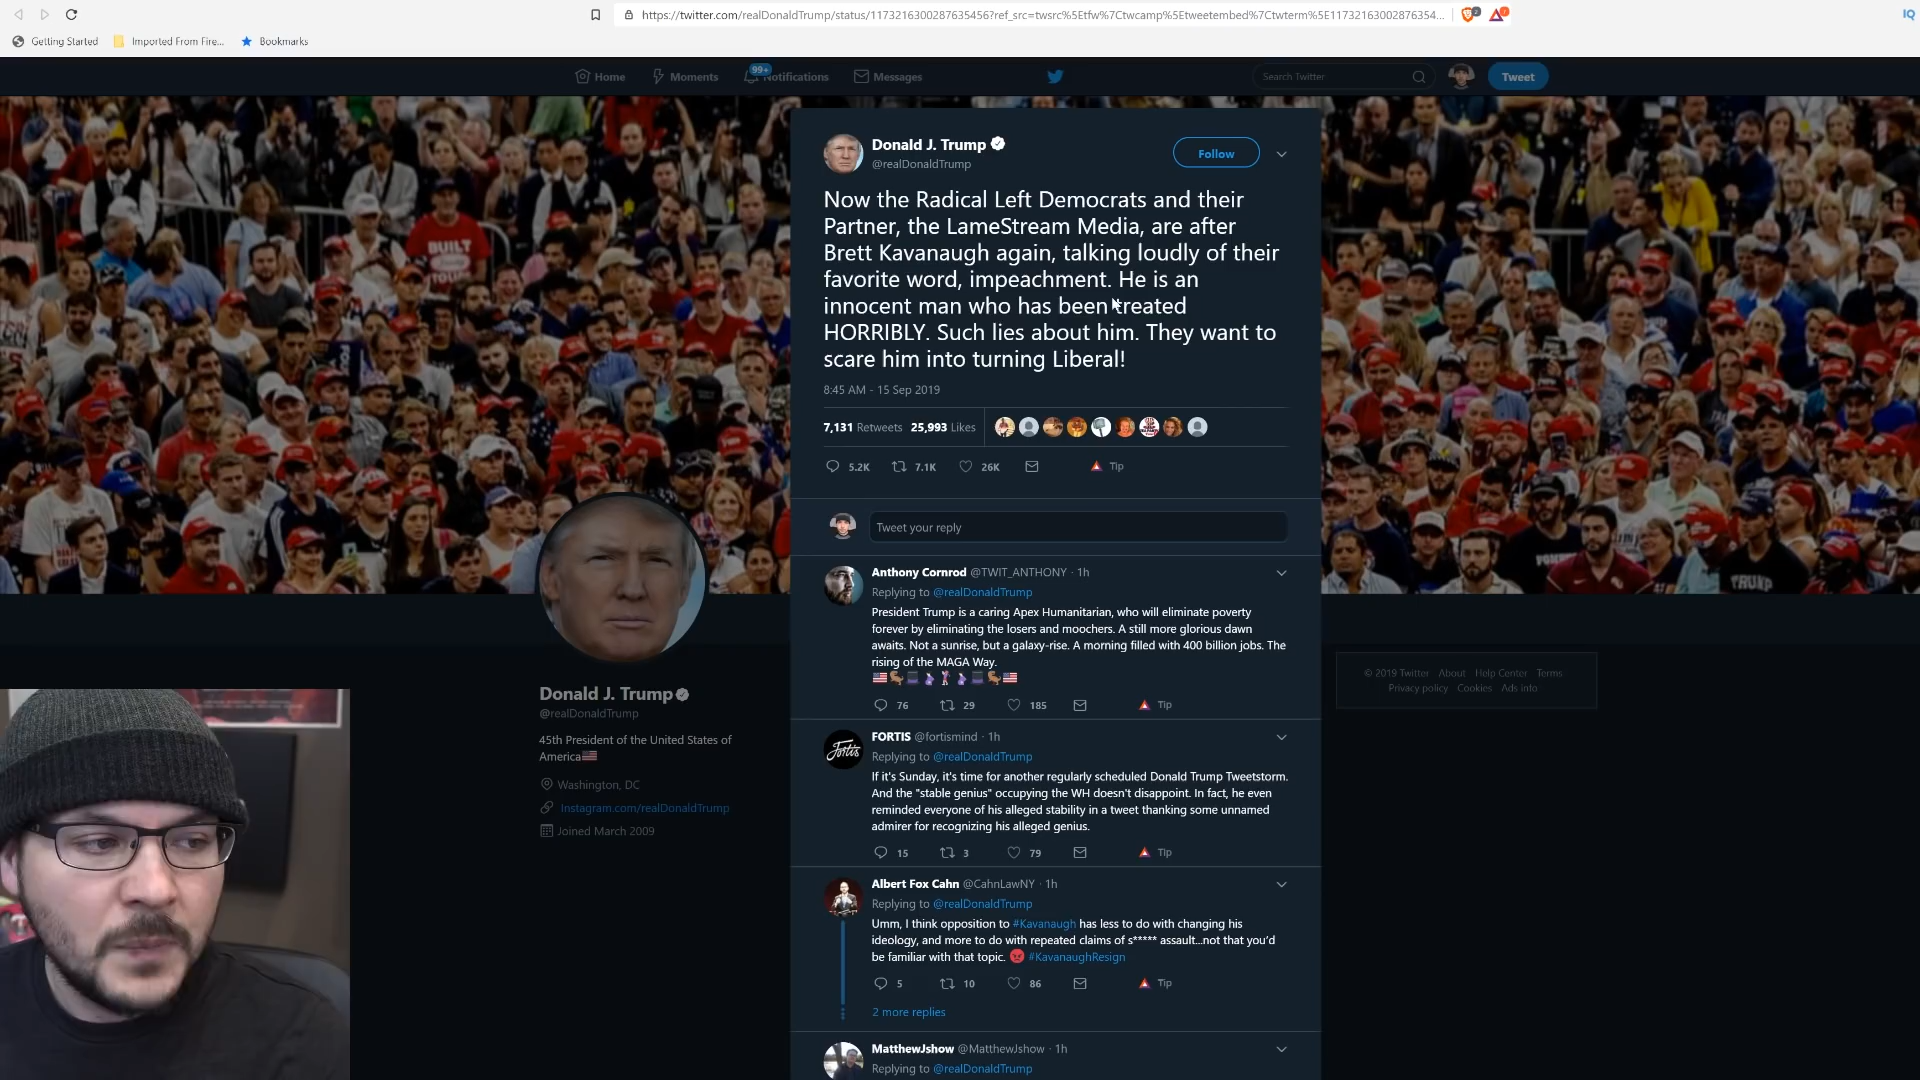 https://twitter.com/realDonaldTrump/status/1173216300287635456?ref_src=twsrc%5Etfw%7Ctwcamp%5Etweetembed%7Ctwterm%5E11732163002876354...
2
IQ
Getting Started
Imported From Fire...
Bookmarks
Home
Moments
99+
Notifications
Messages
Search Twitter
Tweet
BUILT
Donald J. Trump
@realDonaldTrump
Follow
Now the Radical Left Democrats and their
Partner, the LameStream Media, are after
Brett Kavanaugh again, talking loudly of their
favorite word, impeachment. He is an
innocent man who has been treated
HORRIBLY. Such lies about him. They want to
scare him into turning Liberal!
8:45 AM - 15 Sep 2019
7,131 Retweets 25,993 Likes
5.2K 7.1K 26K Tip
Tweet your reply
Anthony Cornrod @TWIT_ANTHONY · 1h
Replying to @realDonaldTrump
President Trump is a caring Apex Humanitarian, who will eliminate poverty
forever by eliminating the losers and moochers. A still more glorious dawn
awaits. Not a sunrise, but a galaxy-rise. A morning filled with 400 billion jobs. The
rising of the MAGA Way.
76 29 185 Tip
FORTIS @fortismind · 1h
Replying to @realDonaldTrump
If it's Sunday, it's time for another regularly scheduled Donald Trump Tweetstorm.
And the "stable genius" occupying the WH doesn't disappoint. In fact, he even
reminded everyone of his alleged stability in a tweet thanking some unnamed
admirer for recognizing his alleged genius.
15 3 79 Tip
Albert Fox Cahn @CahnLawNY · 1h
Replying to @realDonaldTrump
Umm, I think opposition to #Kavanaugh has less to do with changing his
ideology, and more to do with repeated claims of s***** assault...not that you'd
be familiar with that topic. #KavanaughResign
5 10 86 Tip
2 more replies
MatthewJshow @MatthewJshow · 1h
Replying to @realDonaldTrump
Donald J. Trump
@realDonaldTrump
45th President of the United States of
America
Washington, DC
Instagram.com/realDonaldTrump
Joined March 2009
TRUMP
© 2019 Twitter About Help Center Terms
Privacy policy Cookies Ads info
Fortis